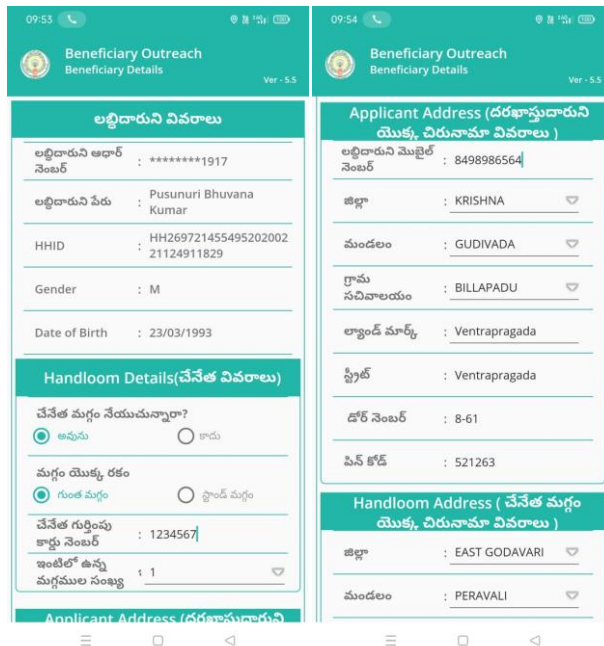 09:53
Beneficiary Outreach
Beneficiary Details
Ver - 5.5
లబ్ధిదారుని వివరాలు
లబ్ధిదారుని ఆధార్
నెంబర్ : ********1917
లబ్ధిదారుని పేరు : Pusunuri Bhuvana
Kumar
HHID : HH269721455495202002
21124911829
Gender : M
Date of Birth : 23/03/1993
Handloom Details(చేనేత వివరాలు)
చేనేత మగ్గం నేయుచున్నారా?
అవును కాదు
మగ్గం యొక్క రకం
గుంత మగ్గం స్టాండ్ మగ్గం
చేనేత గుర్తింపు
కార్డు నెంబర్ : 1234567
ఇంటిలో ఉన్న
మగ్గముల సంఖ్య : 1
Applicant Address (దరఖాస్తుదారుని
09:54
Beneficiary Outreach
Beneficiary Details
Ver - 5.5
Applicant Address (దరఖాస్తుదారుని
యొక్క చిరునామా వివరాలు )
లబ్ధిదారుని మొబైల్
నెంబర్ : 8498986564
జిల్లా : KRISHNA
మండలం : GUDIVADA
గ్రామ
సచివాలయం : BILLAPADU
ల్యాండ్ మార్క్ : Ventrapragada
స్ట్రీట్ : Ventrapragada
డోర్ నెంబర్ : 8-61
పిన్ కోడ్ : 521263
Handloom Address ( చేనేత మగ్గం
యొక్క చిరునామా వివరాలు )
జిల్లా : EAST GODAVARI
మండలం : PERAVALI